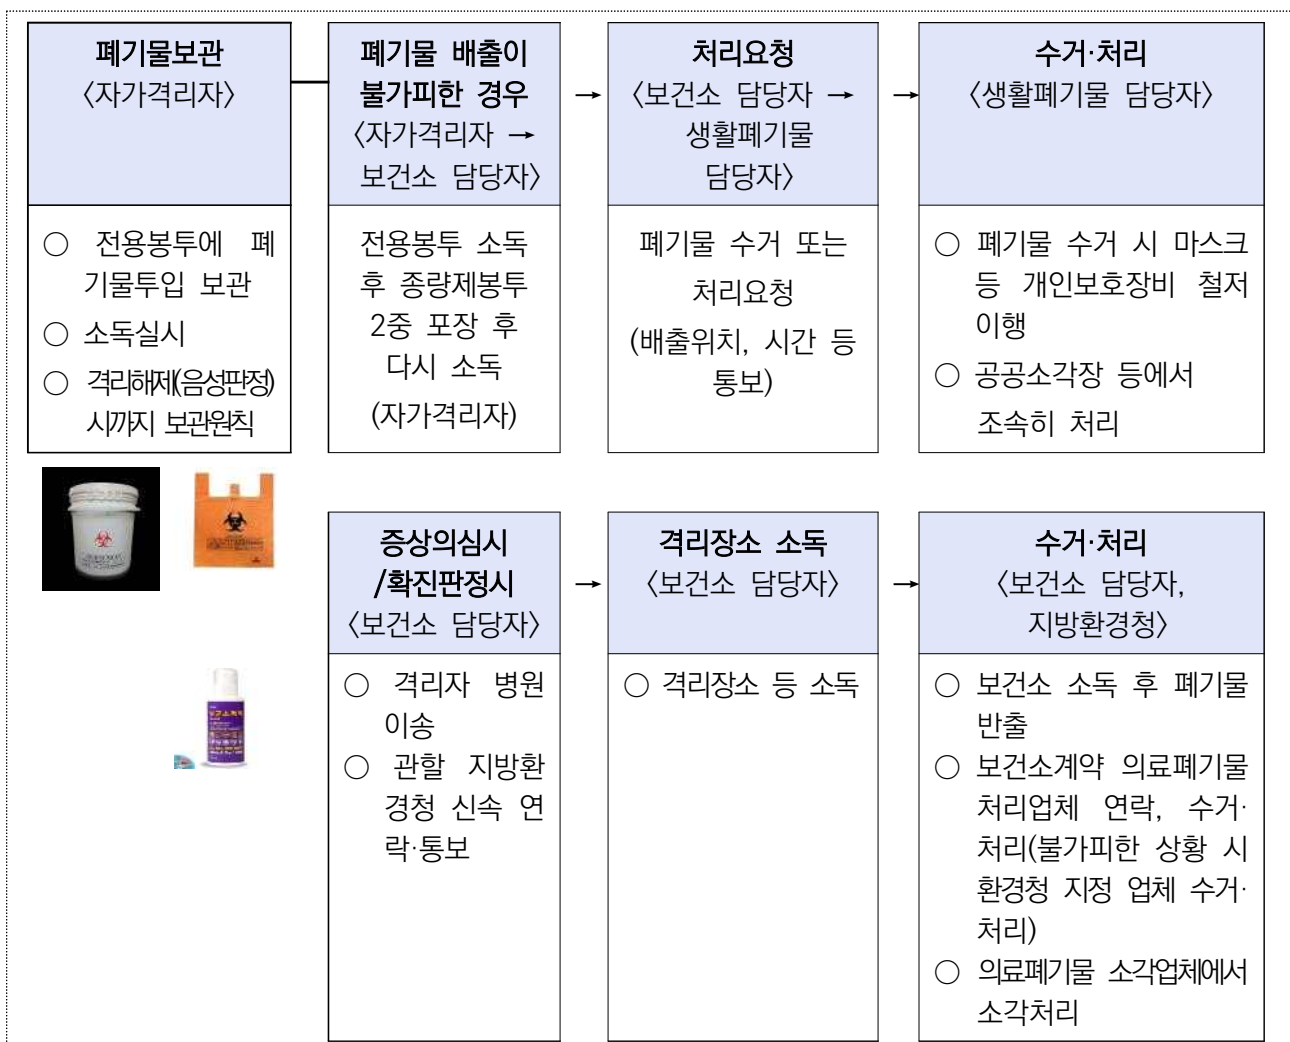 폐기물보관
〈자가격리자〉
○ 전용봉투에 폐
기물투입 보관
○ 소독실시
○ 격리해제(음성판정)
시까지 보관원칙
폐기물 배출이
불가피한 경우
〈자가격리자 →
보건소 담당자〉
전용봉투 소독
후 종량제봉투
2중 포장 후
다시 소독
(자가격리자)
→
처리요청
〈보건소 담당자 →
생활폐기물
담당자〉
폐기물 수거 또는
처리요청
(배출위치, 시간 등
통보)
→
수거·처리
〈생활폐기물 담당자〉
○ 폐기물 수거 시 마스크
등 개인보호장비 철저
이행
○ 공공소각장 등에서
조속히 처리
증상의심시
/확진판정시
〈보건소 담당자〉
○ 격리자 병원
이송
○ 관할 지방환
경청 신속 연
락·통보
→
격리장소 소독
〈보건소 담당자〉
○ 격리장소 등 소독
→
수거·처리
〈보건소 담당자,
지방환경청〉
○ 보건소 소독 후 폐기물
반출
○ 보건소계약 의료폐기물
처리업체 연락, 수거·
처리(불가피한 상황 시
환경청 지정 업체 수거·
처리)
○ 의료폐기물 소각업체에서
소각처리